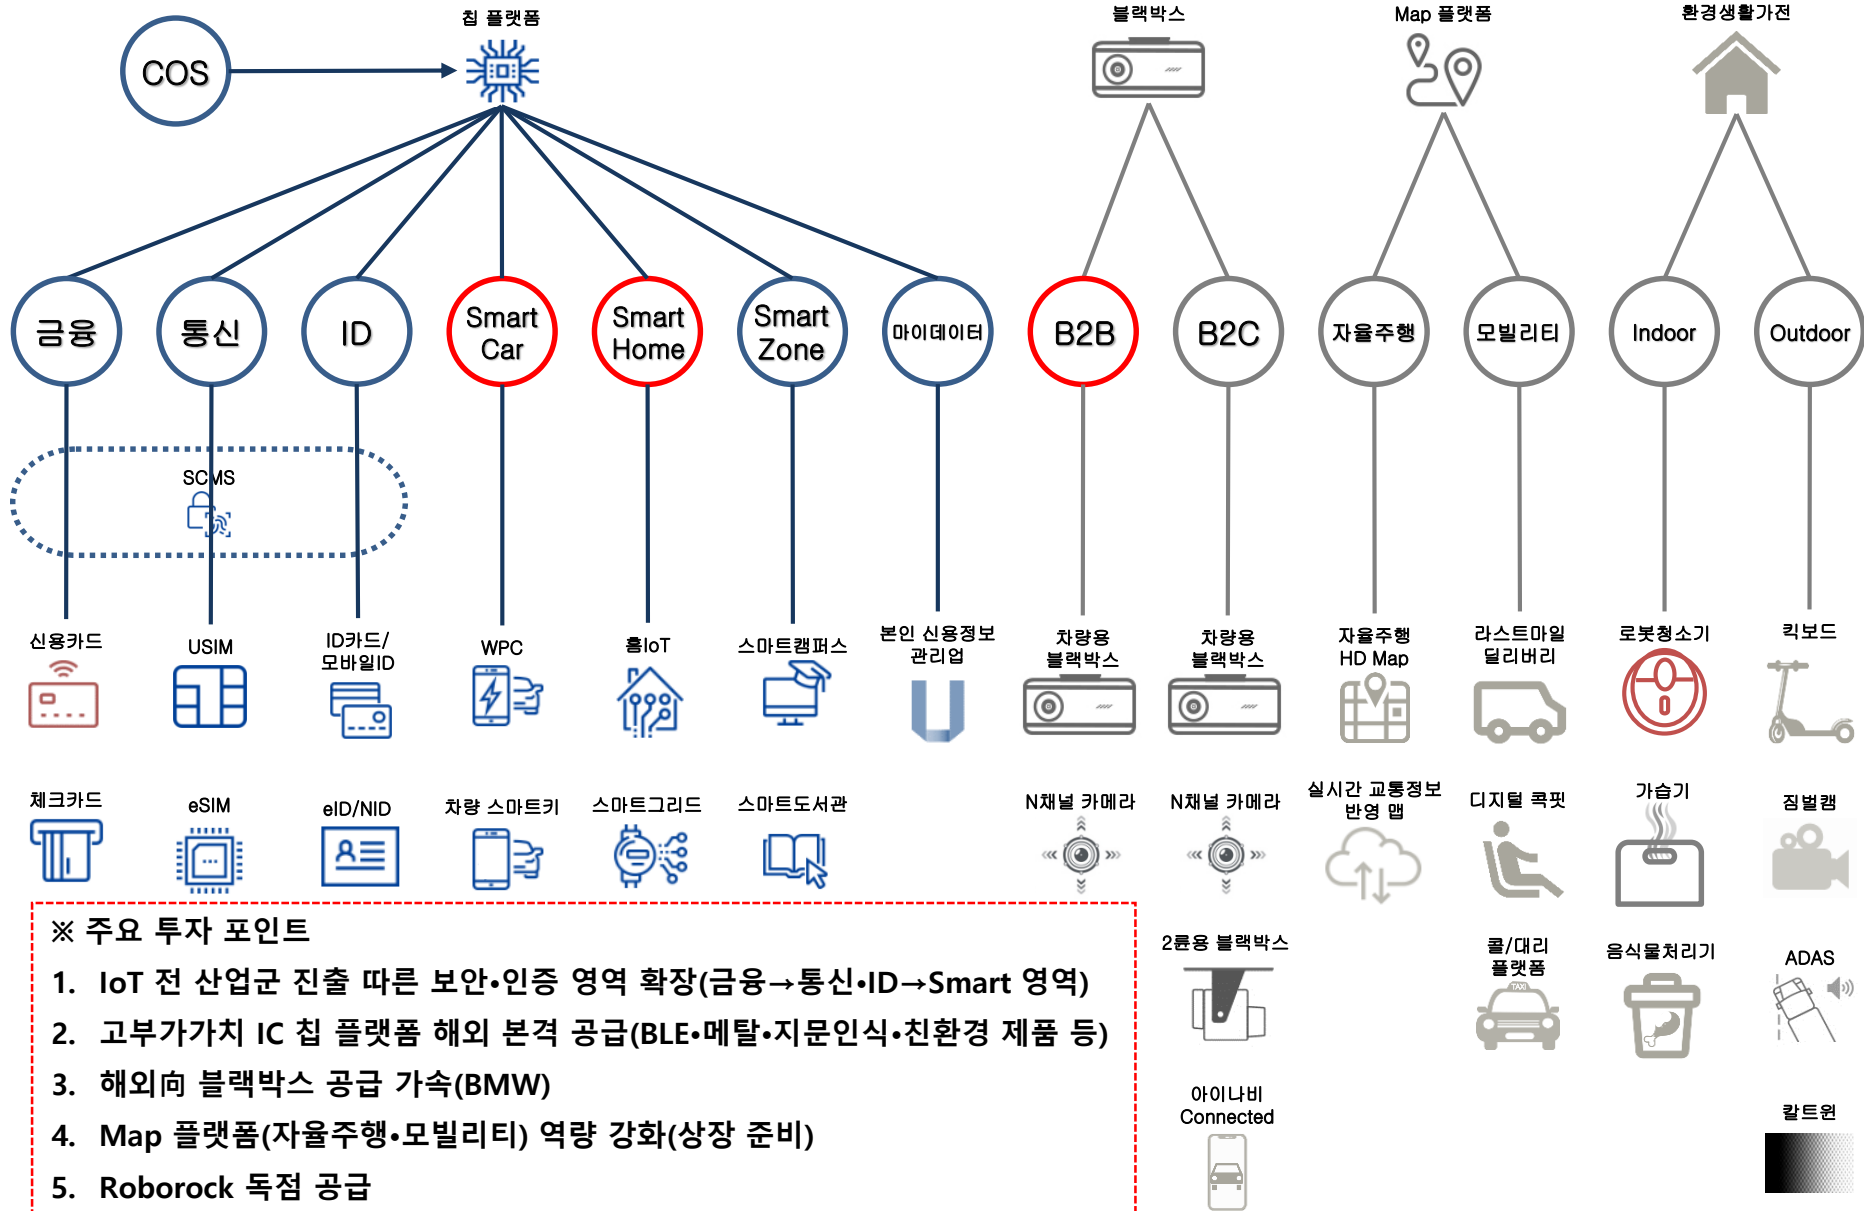 칩 플랫폼
블랙박스
Map 플랫폼
환경생활가전
COS
금융
통신
ID
Smart
Car
Smart
Home
Smart
Zone
마이데이터
B2B
B2C
자율주행
모빌리티
Indoor
Outdoor
SCMS
신용카드
USIM
ID카드/
모바일ID
WPC
홈IoT
스마트캠퍼스
본인 신용정보
관리업
차량용
블랙박스
차량용
블랙박스
자율주행
HD Map
라스트마일
딜리버리
로봇청소기
킥보드
체크카드
eSIM
eID/NID
차량 스마트키
스마트그리드
스마트도서관
N채널 카메라
N채널 카메라
실시간 교통정보
반영 맵
디지털 콕핏
가습기
짐벌캠
2륜용 블랙박스
콜/대리
플랫폼
TAXI
음식물처리기
ADAS
아이나비
Connected
칼트윈
※ 주요 투자 포인트
1. IoT 전 산업군 진출 따른 보안•인증 영역 확장(금융→통신•ID→Smart 영역)
2. 고부가가치 IC 칩 플랫폼 해외 본격 공급(BLE•메탈•지문인식•친환경 제품 등)
3. 해외向 블랙박스 공급 가속(BMW)
4. Map 플랫폼(자율주행•모빌리티) 역량 강화(상장 준비)
5. Roborock 독점 공급